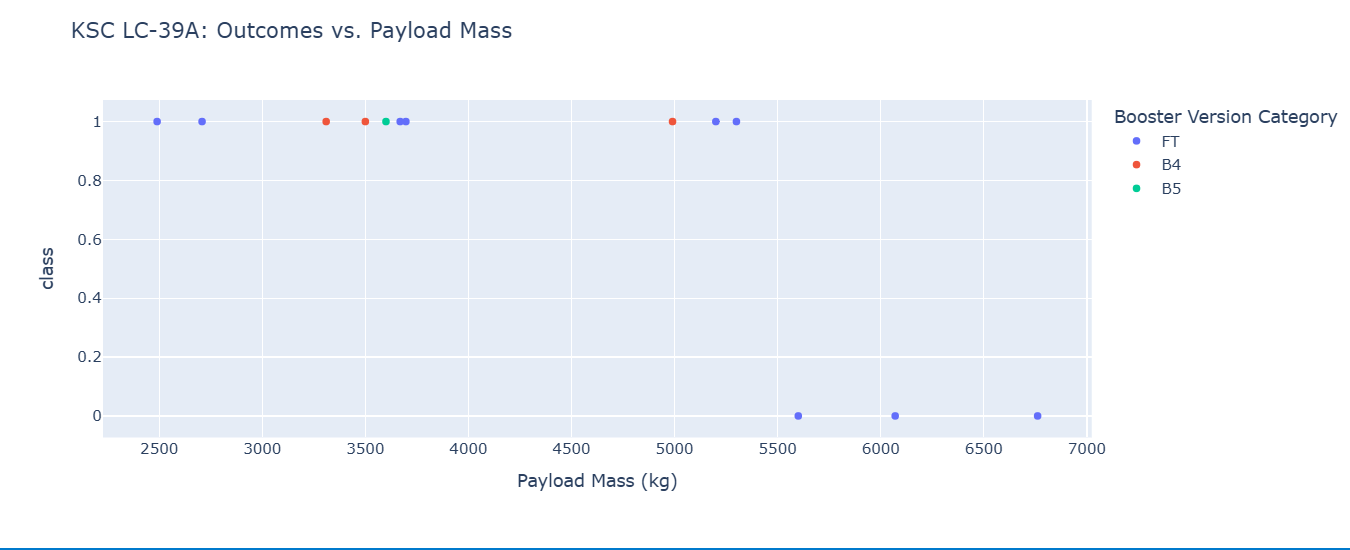 KSC LC-39A: Outcomes vs. Payload Mass
Booster Version Category
FT
B4
B5
class
1
0.8
0.6
0.4
0.2
0
2500 3000 3500 4000 4500 5000 5500 6000 6500 7000
Payload Mass (kg)